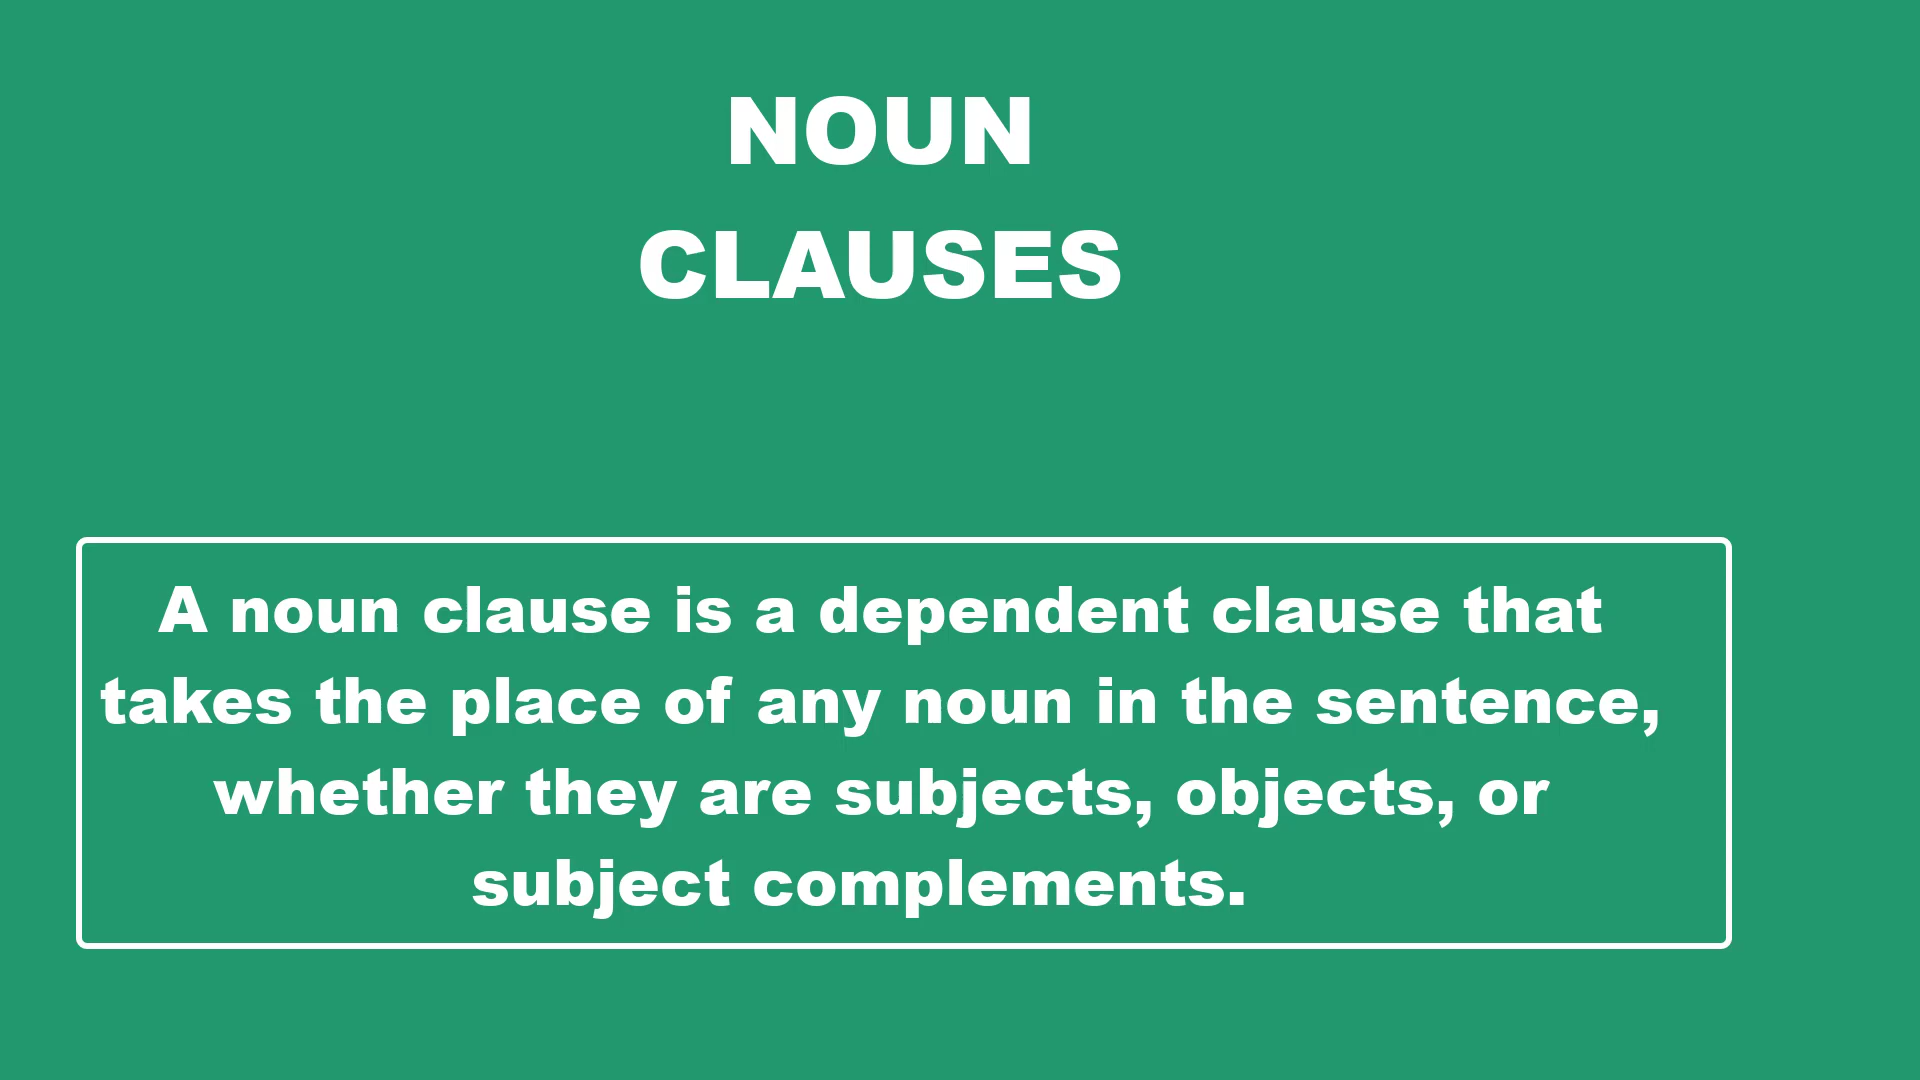 NOUN
CLAUSES
A noun clause is a dependent clause that
takes the place of any noun in the sentence,
whether they are subjects, objects, or
subject complements.